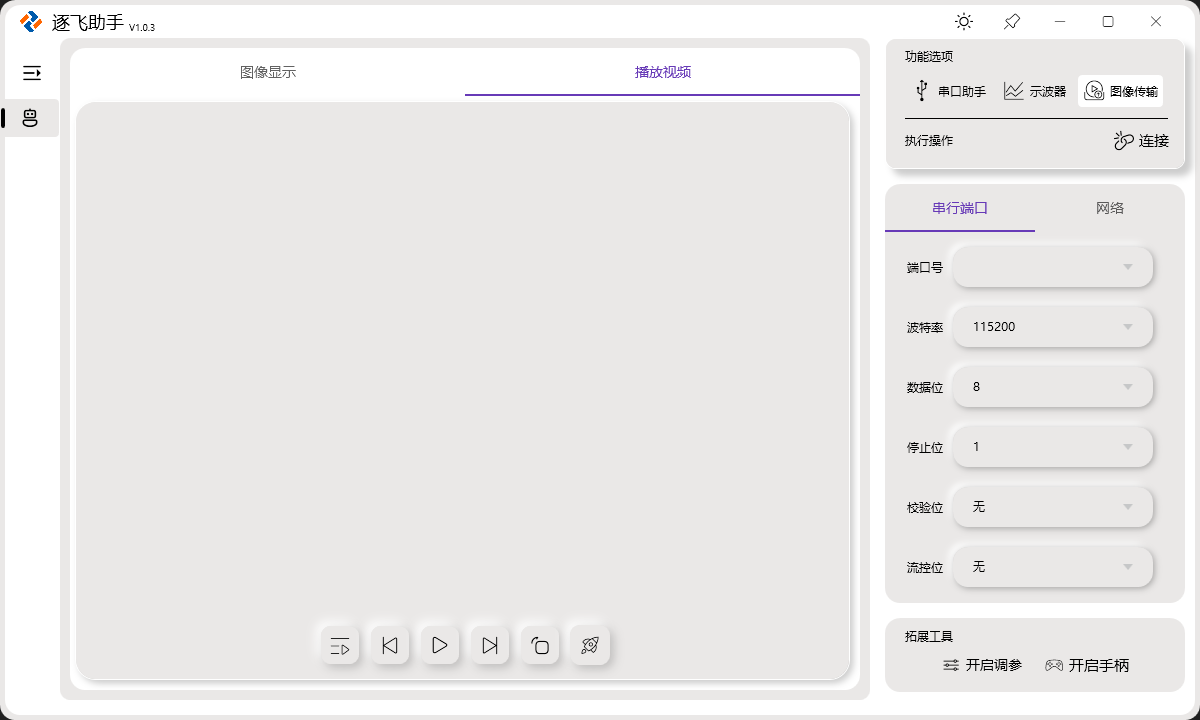 逐飞助手 V1.0.3
图像显示
播放视频
功能选项
串口助手
示波器
图像传输
执行操作
连接
串行端口
网络
端口号
波特率
115200
数据位
8
停止位
1
校验位
无
流控位
无
拓展工具
开启调参
开启手柄